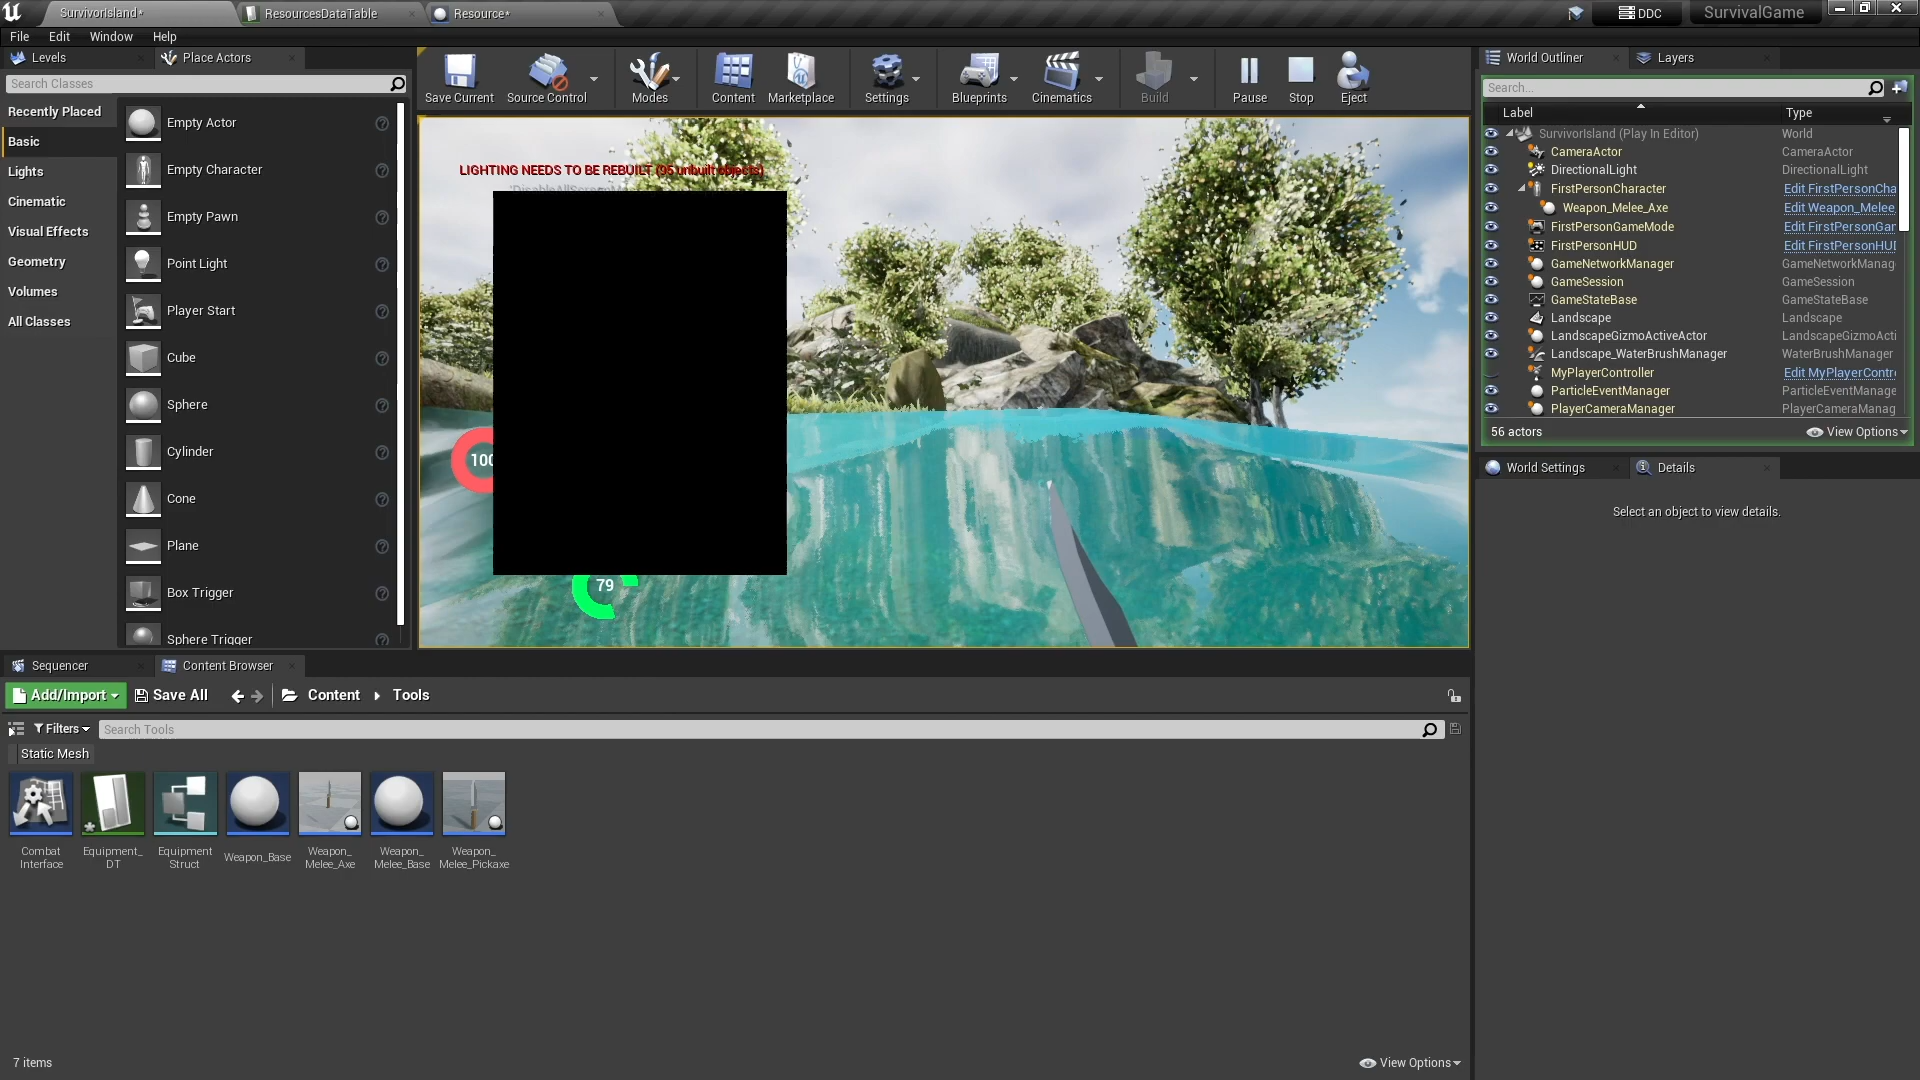 SurvivorIsland*
ResourcesDataTable
Resource*
DDC
SurvivalGame
File Edit Window Help
Levels
Place Actors
Search Classes
Recently Placed
Basic
Lights
Cinematic
Visual Effects
Geometry
Volumes
All Classes
Empty Actor
Empty Character
Empty Pawn
Point Light
Player Start
Cube
Sphere
Cylinder
Cone
Plane
Box Trigger
Sphere Trigger
Save Current
Source Control
Modes
Content
Marketplace
Settings
Blueprints
Cinematics
Build
Pause
Stop
Eject
LIGHTING NEEDS TO BE REBUILT (95 unbuilt objects)
100
79
World Outliner
Layers
Search...
Label Type
SurvivorIsland (Play In Editor) World
CameraActor CameraActor
DirectionalLight DirectionalLight
FirstPersonCharacter Edit FirstPersonCha
Weapon_Melee_Axe Edit Weapon_Melee
FirstPersonGameMode Edit FirstPersonGar
FirstPersonHUD Edit FirstPersonHUD
GameNetworkManager GameNetworkManag
GameSession GameSession
GameStateBase GameStateBase
Landscape Landscape
LandscapeGizmoActiveActor LandscapeGizmoActi
Landscape_WaterBrushManager WaterBrushManager
MyPlayerController Edit MyPlayerContr
ParticleEventManager ParticleEventManage
PlayerCameraManager PlayerCameraManag
56 actors
View Options
World Settings
Details
Select an object to view details.
Sequencer
Content Browser
Add/Import
Save All
Content
Tools
Filters
Search Tools
Static Mesh
Combat
Interface
Equipment_
DT
Equipment
Struct
Weapon_Base
Weapon_
Melee_Axe
Weapon_
Melee_Base
Weapon_
Melee_Pickaxe
7 items
View Options